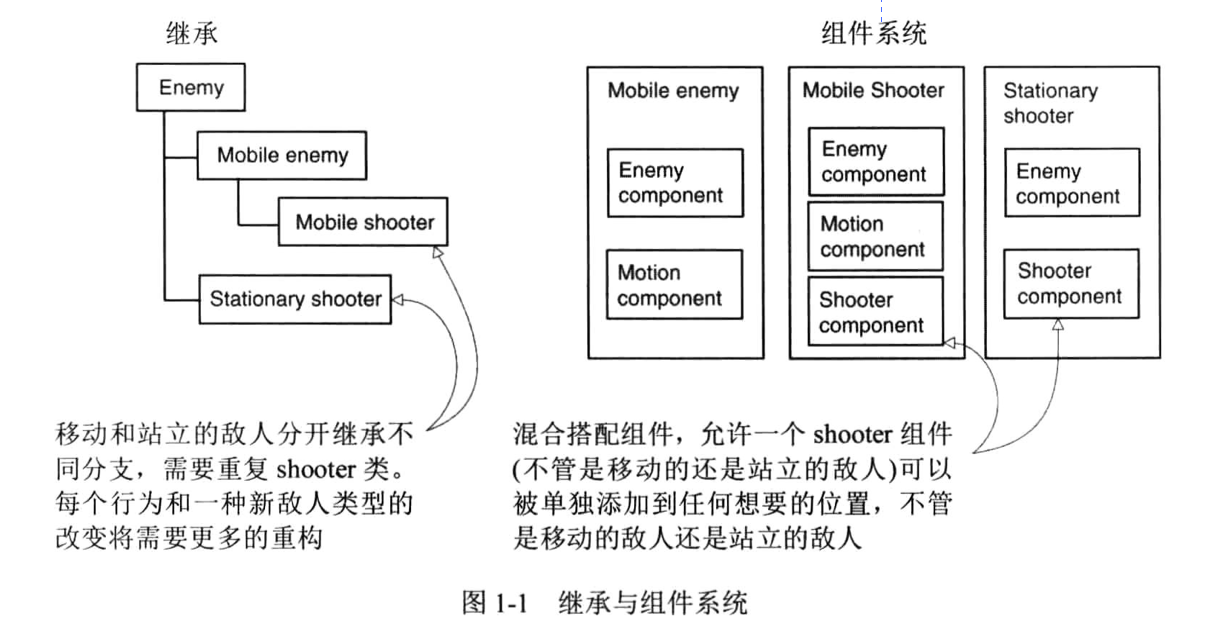 继承
Enemy
Mobile enemy
Mobile shooter
Stationary shooter
移动和站立的敌人分开继承不
同分支，需要重复 shooter 类。
每个行为和一种新敌人类型的
改变将需要更多的重构
组件系统
Mobile enemy
Enemy
component
Motion
component
Mobile Shooter
Enemy
component
Motion
component
Shooter
component
Stationary
shooter
Enemy
component
Shooter
component
混合搭配组件，允许一个 shooter 组件
(不管是移动的还是站立的敌人)可以
被单独添加到任何想要的位置，不管
是移动的敌人还是站立的敌人
图 1-1 继承与组件系统